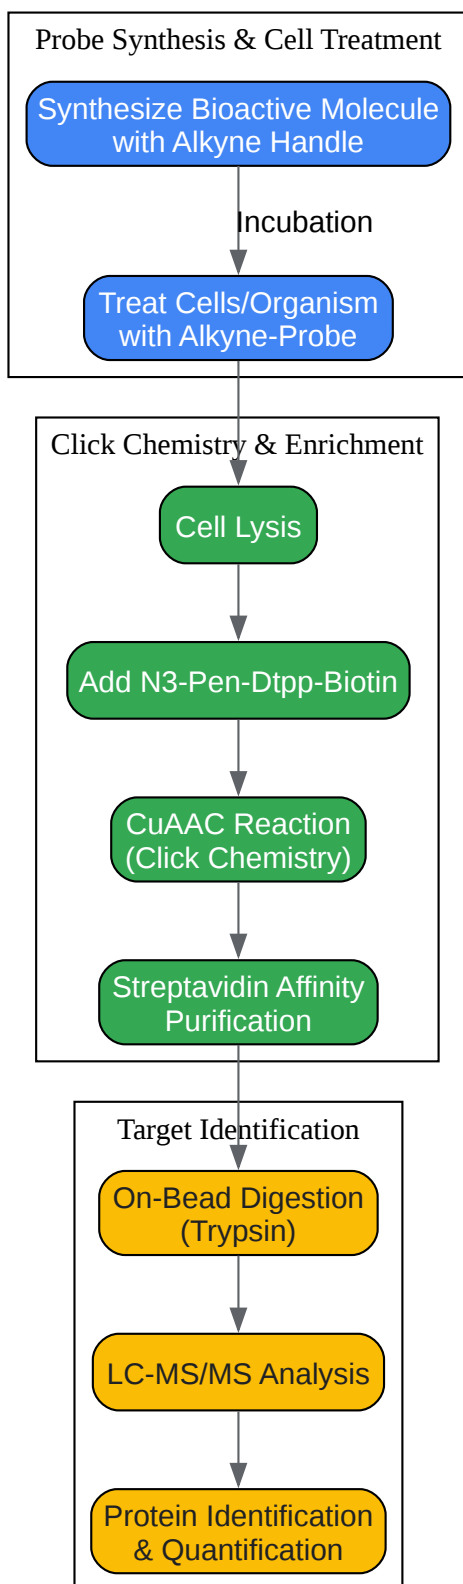 Probe Synthesis & Cell Treatment
Synthesize Bioactive Molecule
with Alkyne Handle
Incubation
Treat Cells/Organism
with Alkyne-Probe
Click Chemistry & Enrichment
Cell Lysis
Add N3-Pen-Dtpp-Biotin
CuAAC Reaction
(Click Chemistry)
Streptavidin Affinity
Purification
Target Identification
On-Bead Digestion
(Trypsin)
LC-MS/MS Analysis
Protein Identification
& Quantification